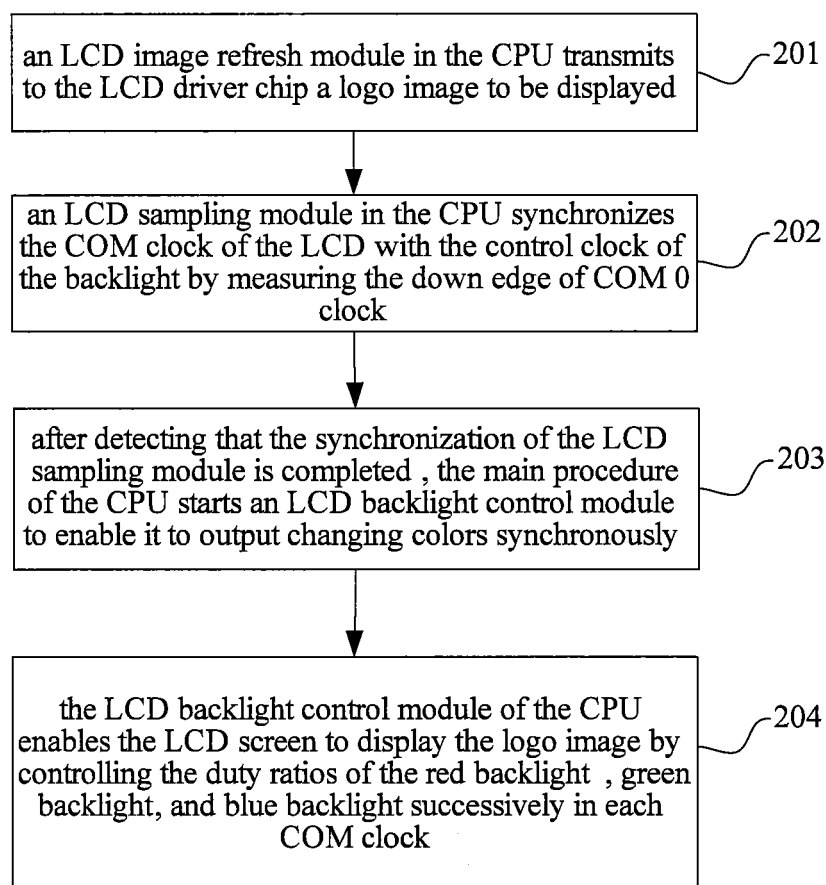 an LCD image refresh module in the CPU transmits
to the LCD driver chip a logo image to be displayed
201
an LCD sampling module in the CPU synchronizes
the COM clock of the LCD with the control clock of
the backlight by measuring the down edge of COM 0
clock
202
after detecting that the synchronization of the LCD
sampling module is completed , the main procedure
of the CPU starts an LCD backlight control module
to enable it to output changing colors synchronously
203
the LCD backlight control module of the CPU
enables the LCD screen to display the logo image by
controlling the duty ratios of the red backlight , green
backlight, and blue backlight successively in each
COM clock
204